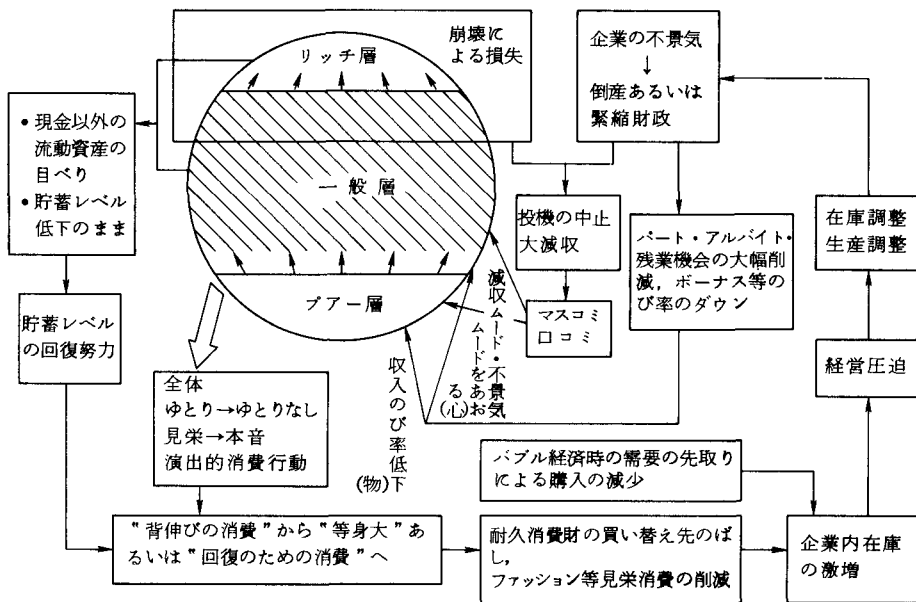 リッチ層
崩壊に
よる損失
企業の不景気
↓
倒産あるいは
緊縮財政
• 現金以外の
流動資産の
目べり
• 貯蓄レベル
低下のまま
一般層
投機の中止
大減収
パート・アルバイト・
残業機会の大幅削
減，ボーナス等の
び率のダウン
在庫調整
生産調整
プアー層
マスコミ
口コミ
減収ムード・不景気
ムードをあお
る(心)
貯蓄レベル
の回復努力
経営圧迫
収入のび率低下
(物)
全体
ゆとり→ゆとりなし
見栄→本音
演出的消費行動
バブル経済時の需要の先取り
による購入の減少
“背伸びの消費”から“等身大”あ
るいは“回復のための消費”へ
耐久消費財の買い替え先のば
し，
ファッション等見栄消費の削減
企業内在庫
の激増